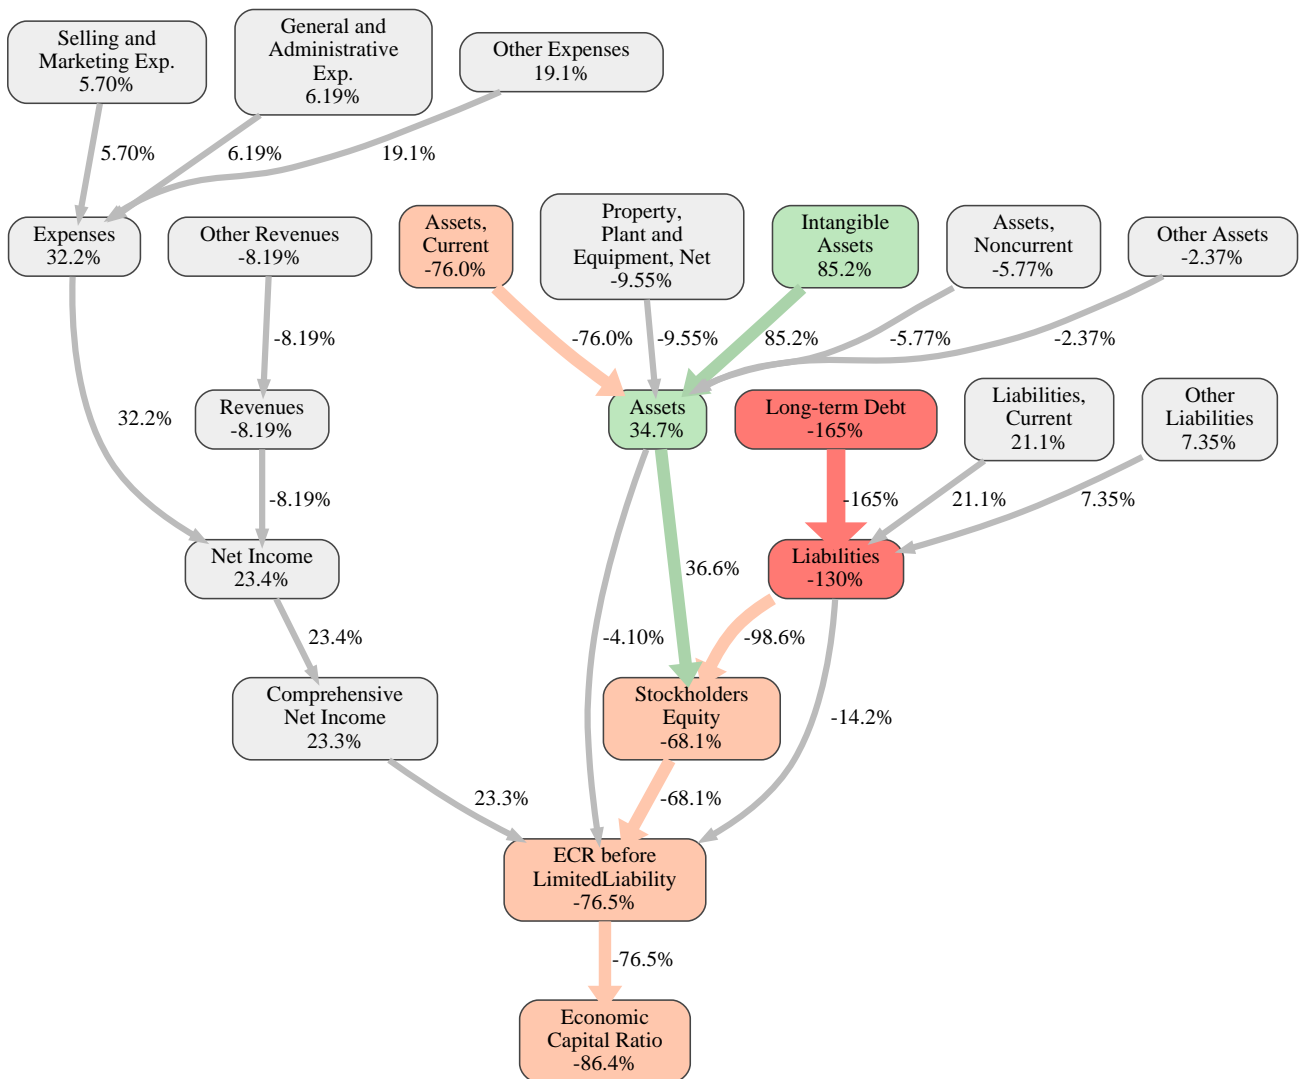 Selling and
Marketing Exp.
5.70%
General and
Administrative
Exp.
6.19%
Other Expenses
19.1%
5.70%
6.19%
19.1%
Expenses
32.2%
Other Revenues
-8.19%
Assets,
Current
-76.0%
Property,
Plant and
Equipment, Net
-9.55%
Intangible
Assets
85.2%
Assets,
Noncurrent
-5.77%
Other Assets
-2.37%
-8.19%
-76.0%
-9.55%
85.2%
-5.77%
-2.37%
32.2%
Revenues
-8.19%
Assets
34.7%
Long-term Debt
-165%
Liabilities,
Current
21.1%
Other
Liabilities
7.35%
-8.19%
-165%
21.1%
7.35%
Net Income
23.4%
36.6%
Liabilities
-130%
23.4%
-4.10%
-98.6%
Comprehensive
Net Income
23.3%
Stockholders
Equity
-68.1%
-14.2%
23.3%
-68.1%
ECR before
LimitedLiability
-76.5%
-76.5%
Economic
Capital Ratio
-86.4%